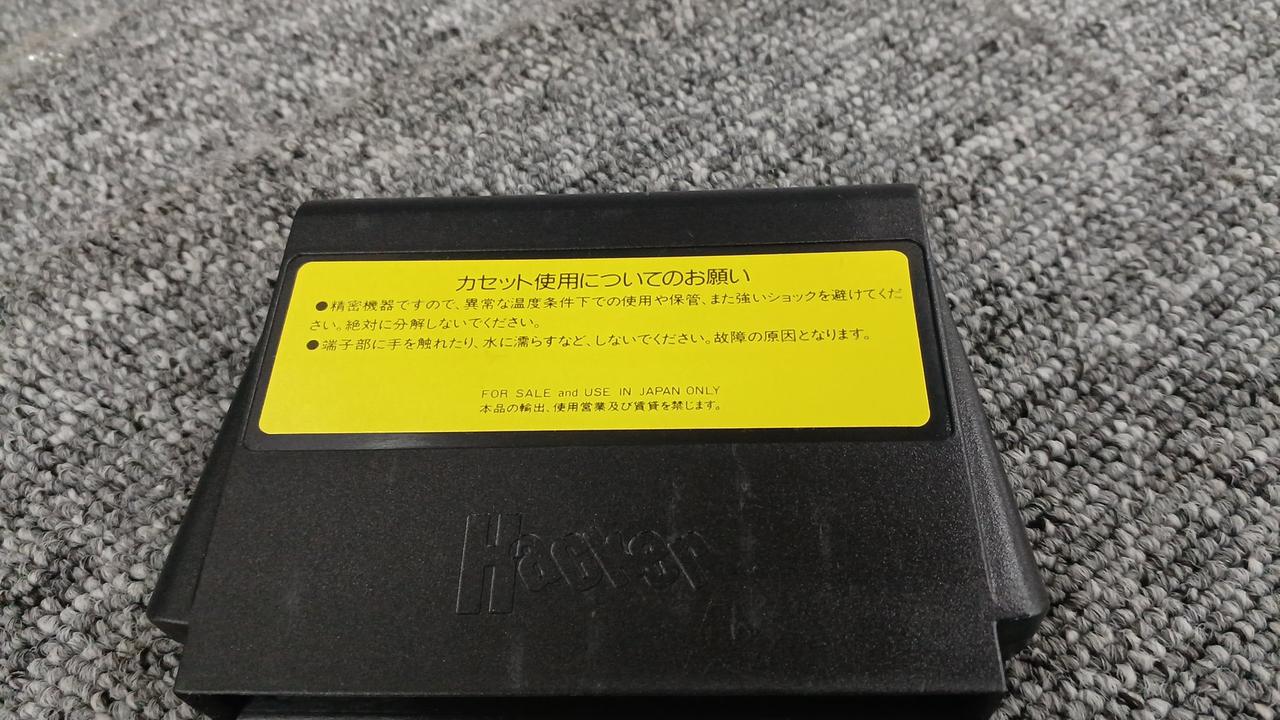 カセット使用についてのお願い
●精密機器ですので、異常な温度条件下での使用や保管、また強いショックを避けてくだ
さい。絶対に分解しないでください。
●端子部に手を触れたり、水に濡らすなど、しないでください。故障の原因となります。
FOR SALE and USE IN JAPAN ONLY
本品の輸出、使用営業及び賃貸を禁じます。
Hacker